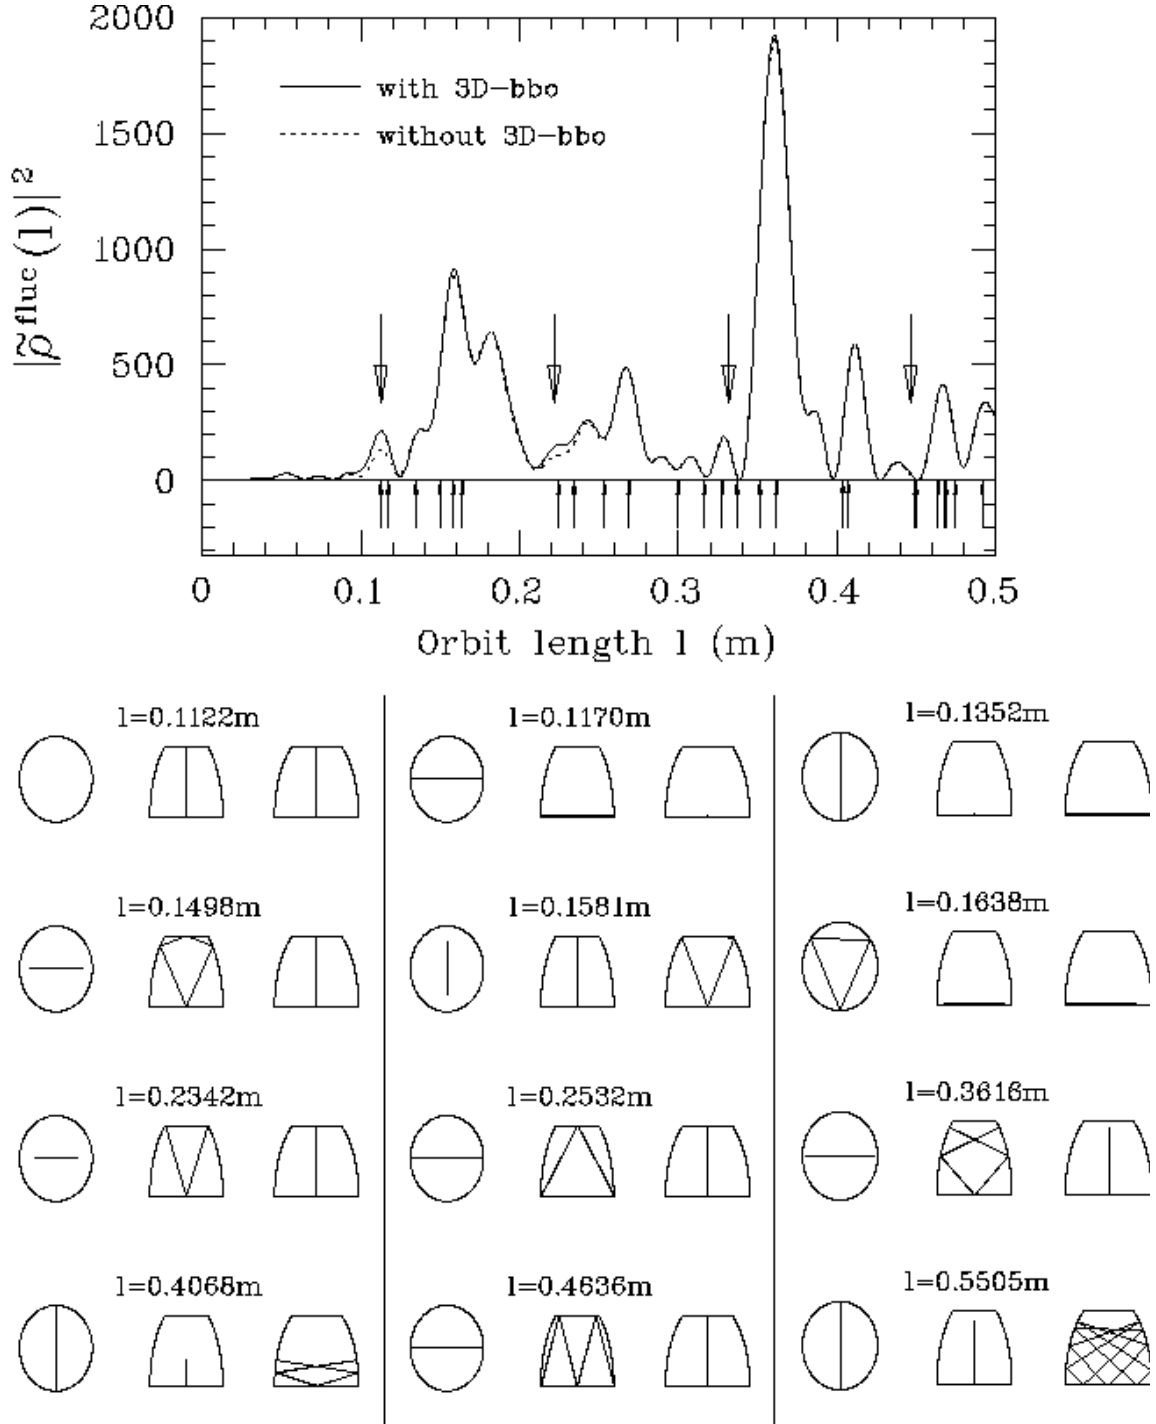 2000
with 3D-bbo
1500
without 3D-bbo
|ρ̃^fluc(l)|²
1000
500
0
0 0.1 0.2 0.3 0.4 0.5
Orbit length l (m)
l=0.1122m l=0.1170m l=0.1352m
l=0.1498m l=0.1581m l=0.1638m
l=0.2342m l=0.2532m l=0.3616m
l=0.4068m l=0.4636m l=0.5505m